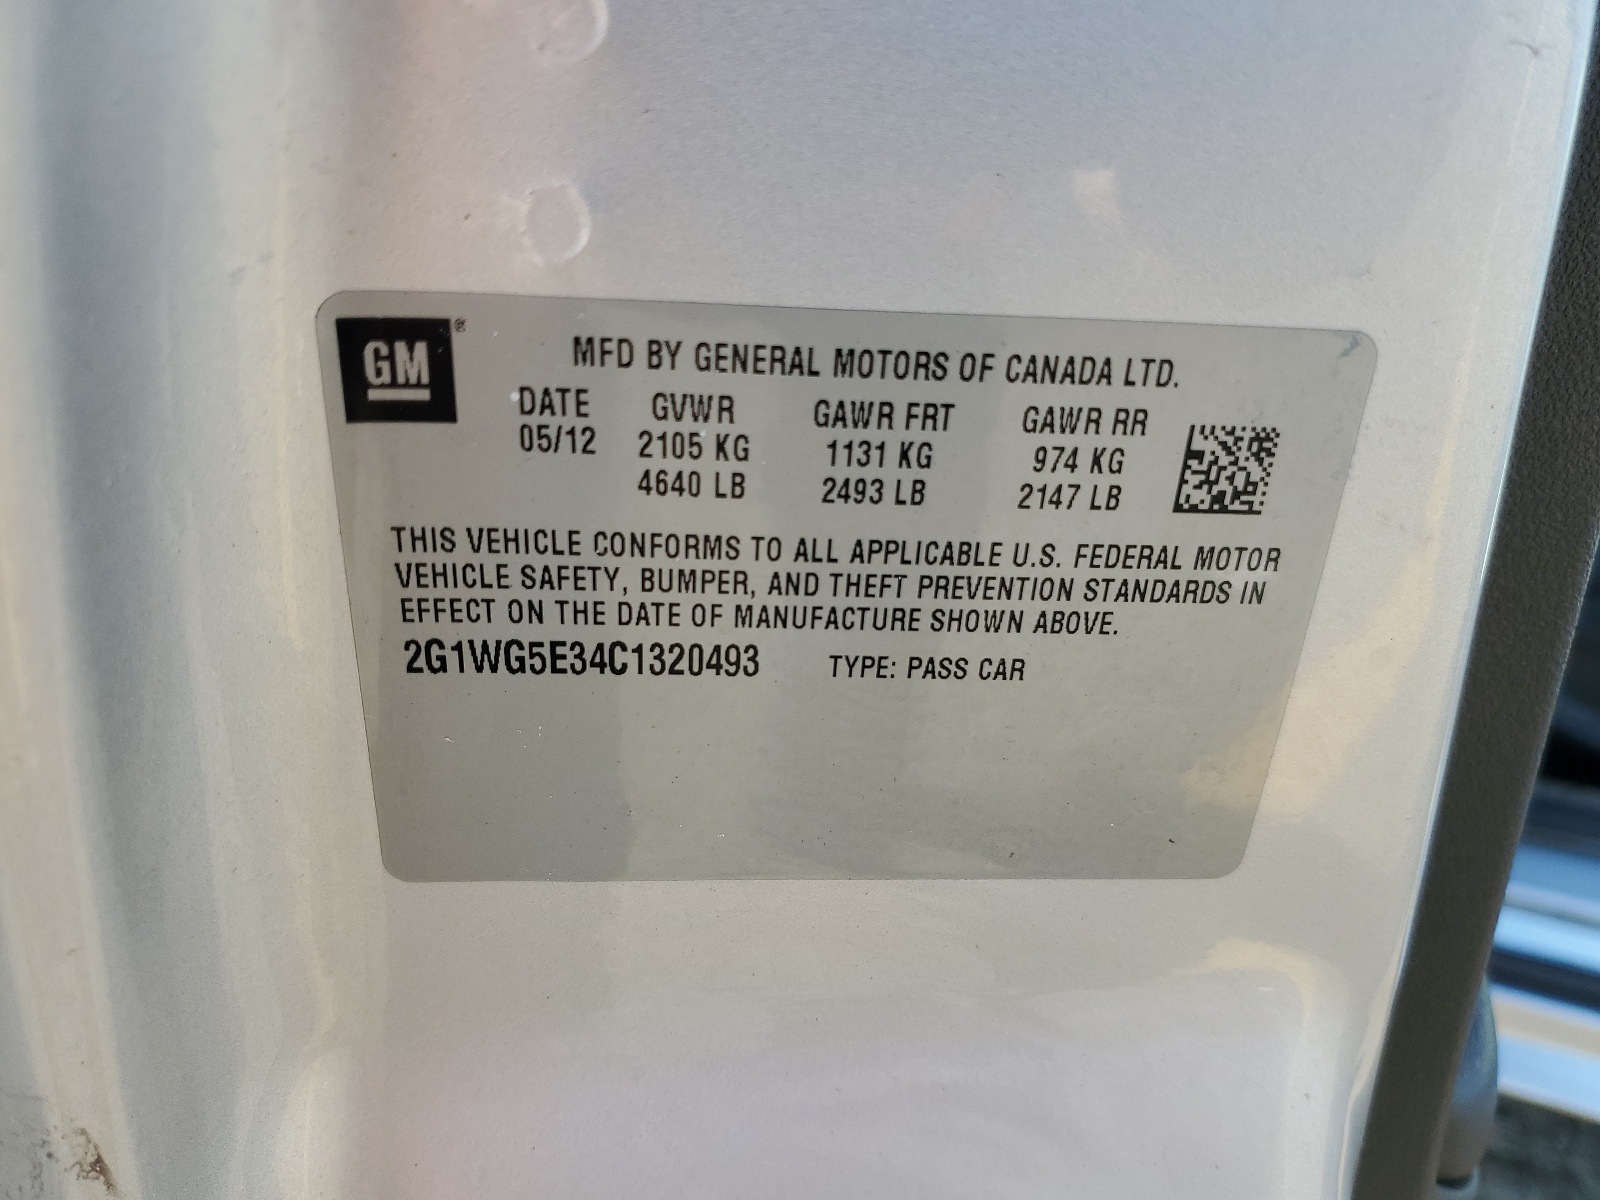 GM®
MFD BY GENERAL MOTORS OF CANADA LTD.
DATE GVWR GAWR FRT GAWR RR
05/12 2105 KG 1131 KG 974 KG
4640 LB 2493 LB 2147 LB
THIS VEHICLE CONFORMS TO ALL APPLICABLE U.S. FEDERAL MOTOR
VEHICLE SAFETY, BUMPER, AND THEFT PREVENTION STANDARDS IN
EFFECT ON THE DATE OF MANUFACTURE SHOWN ABOVE.
2G1WG5E34C1320493 TYPE: PASS CAR